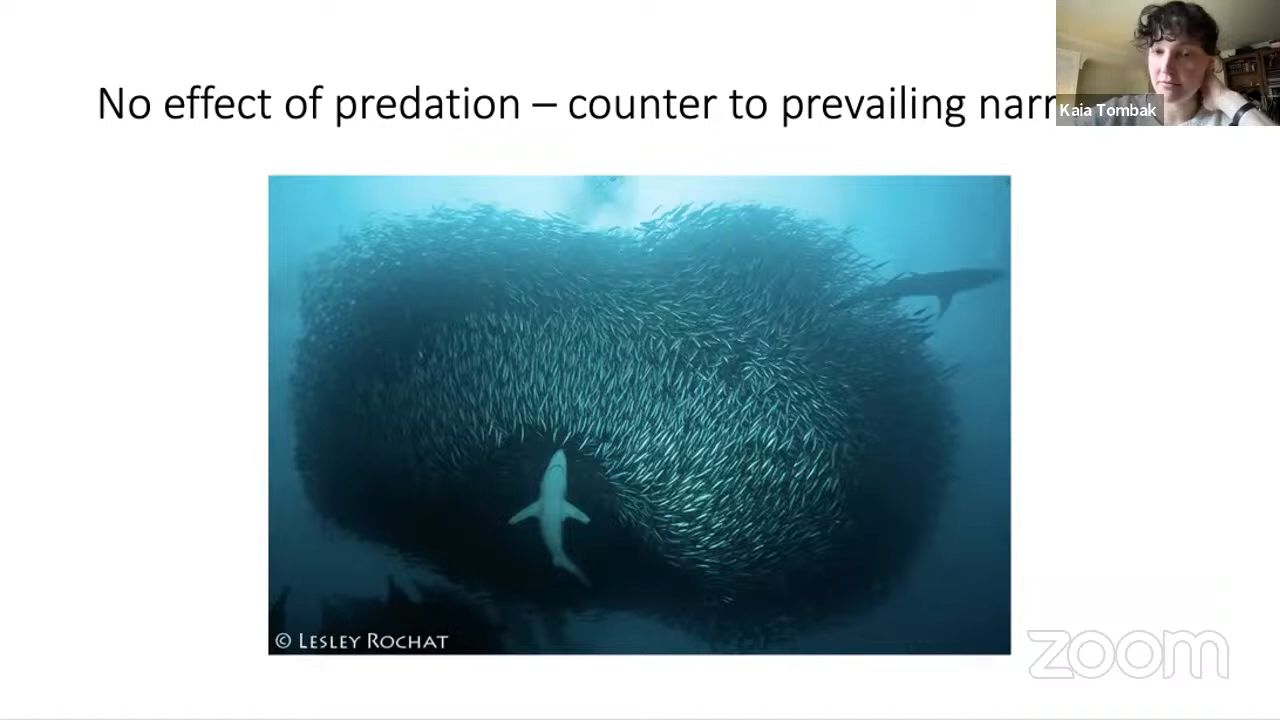 No effect of predation – counter to prevailing narr
Kaia Tombak
© LESLEY ROCHAT
zoom